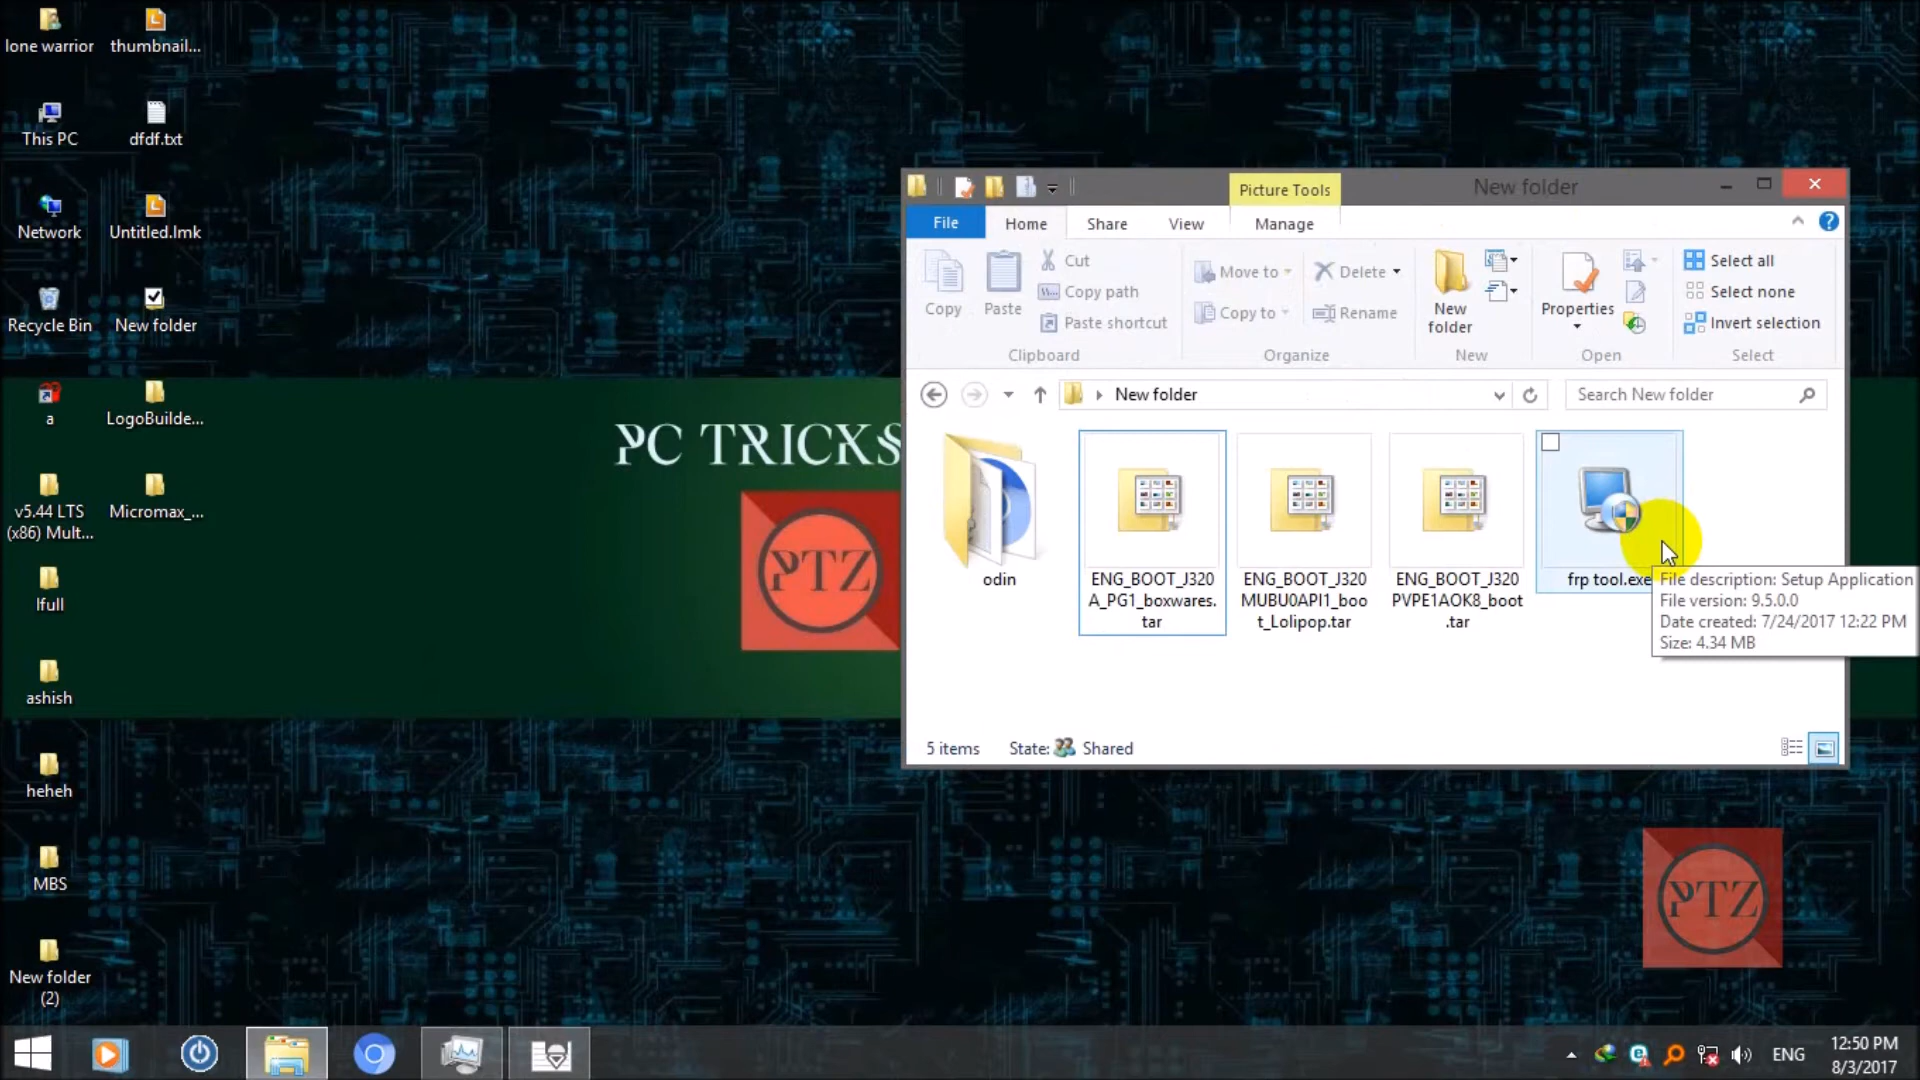 lone warrior
thumbnail...
This PC
dfdf.txt
Network
Untitled.lmk
Recycle Bin
New folder
a
LogoBuilde...
v5.44 LTS
(x86) Mult...
Micromax_...
lfull
ashish
heheh
MBS
New folder
(2)
PC TRICKS
PTZ
Picture Tools
New folder
File
Home
Share
View
Manage
Copy
Paste
Cut
Copy path
Paste shortcut
Clipboard
Move to
Copy to
Delete
Rename
Organize
New
folder
New
Properties
Open
Select all
Select none
Invert selection
Select
New folder
Search New folder
odin
ENG_BOOT_J320
A_PG1_boxwares.
tar
ENG_BOOT_J320
MUBU0API1_boo
t_Lolipop.tar
ENG_BOOT_J320
PVPE1AOK8_boot
.tar
frp tool.exe
File description: Setup Application
File version: 9.5.0.0
Date created: 7/24/2017 12:22 PM
Size: 4.34 MB
5 items
State:
Shared
PTZ
ENG
12:50 PM
8/3/2017